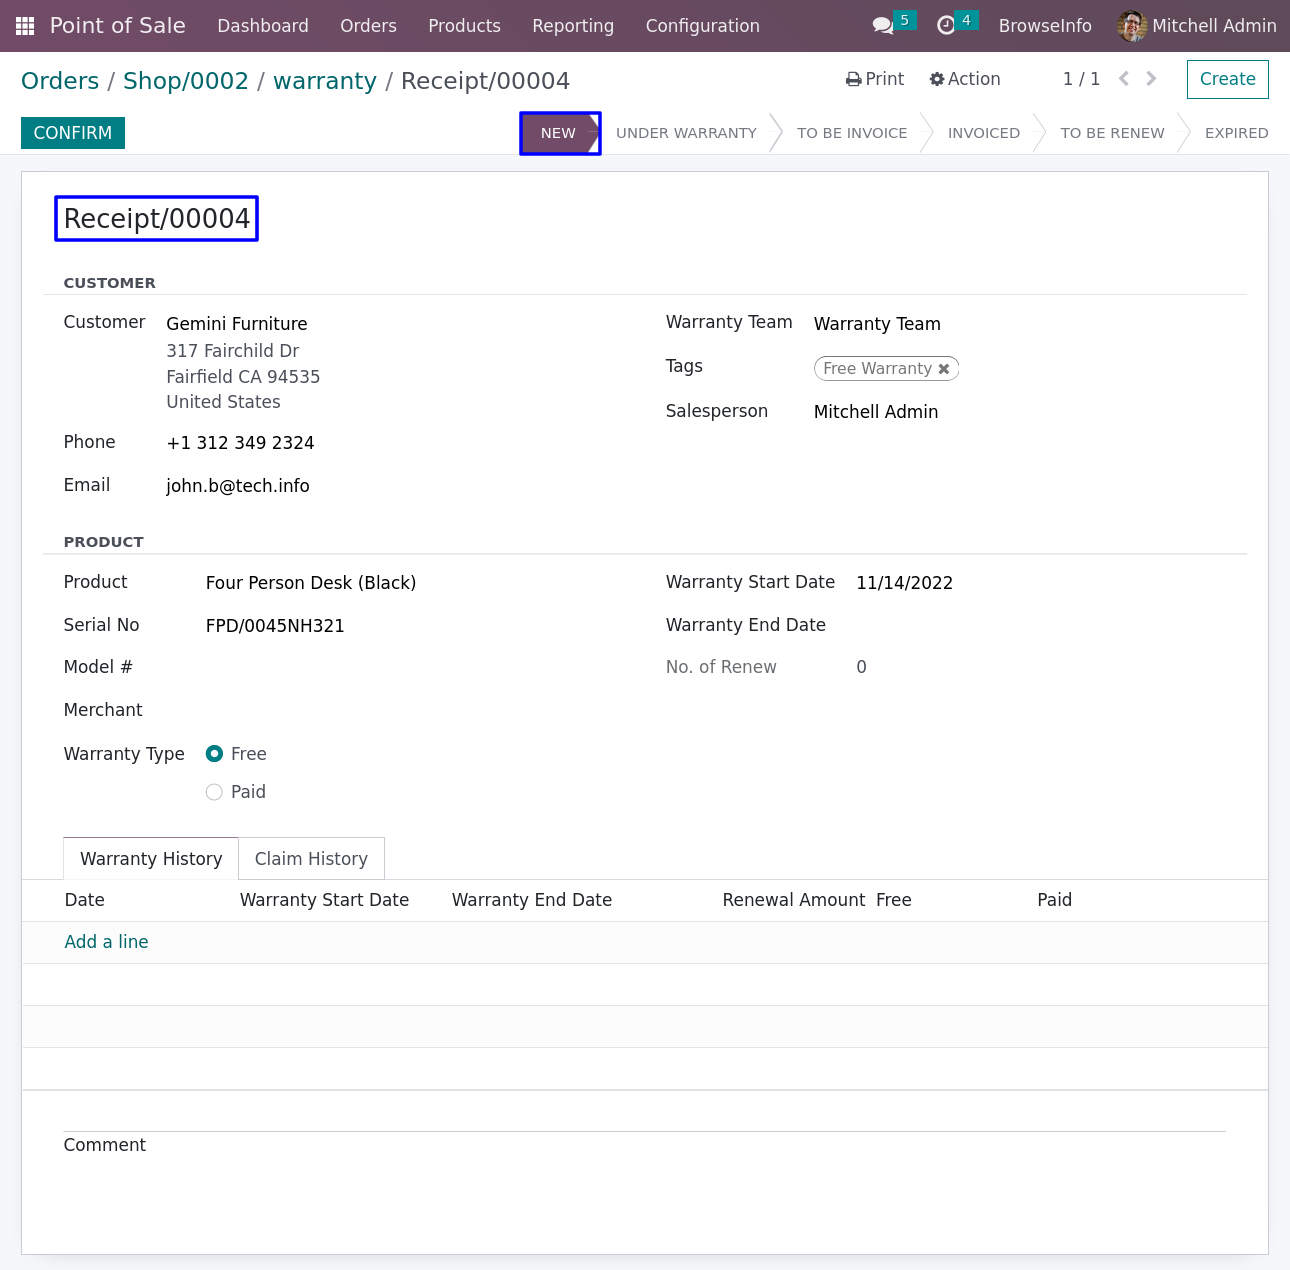 Point of Sale Dashboard Orders Products Reporting Configuration 5 4 BrowseInfo Mitchell Admin
Orders / Shop/0002 / warranty / Receipt/00004 Print Action 1 / 1 Create
CONFIRM NEW UNDER WARRANTY TO BE INVOICE INVOICED TO BE RENEW EXPIRED
Receipt/00004
CUSTOMER
Customer Gemini Furniture Warranty Team Warranty Team
317 Fairchild Dr
Fairfield CA 94535 Tags Free Warranty ✖
United States Salesperson Mitchell Admin
Phone +1 312 349 2324
Email john.b@tech.info
PRODUCT
Product Four Person Desk (Black) Warranty Start Date 11/14/2022
Serial No FPD/0045NH321 Warranty End Date
Model # No. of Renew 0
Merchant
Warranty Type Free
Paid
Warranty History Claim History
Date Warranty Start Date Warranty End Date Renewal Amount Free Paid
Add a line
Comment